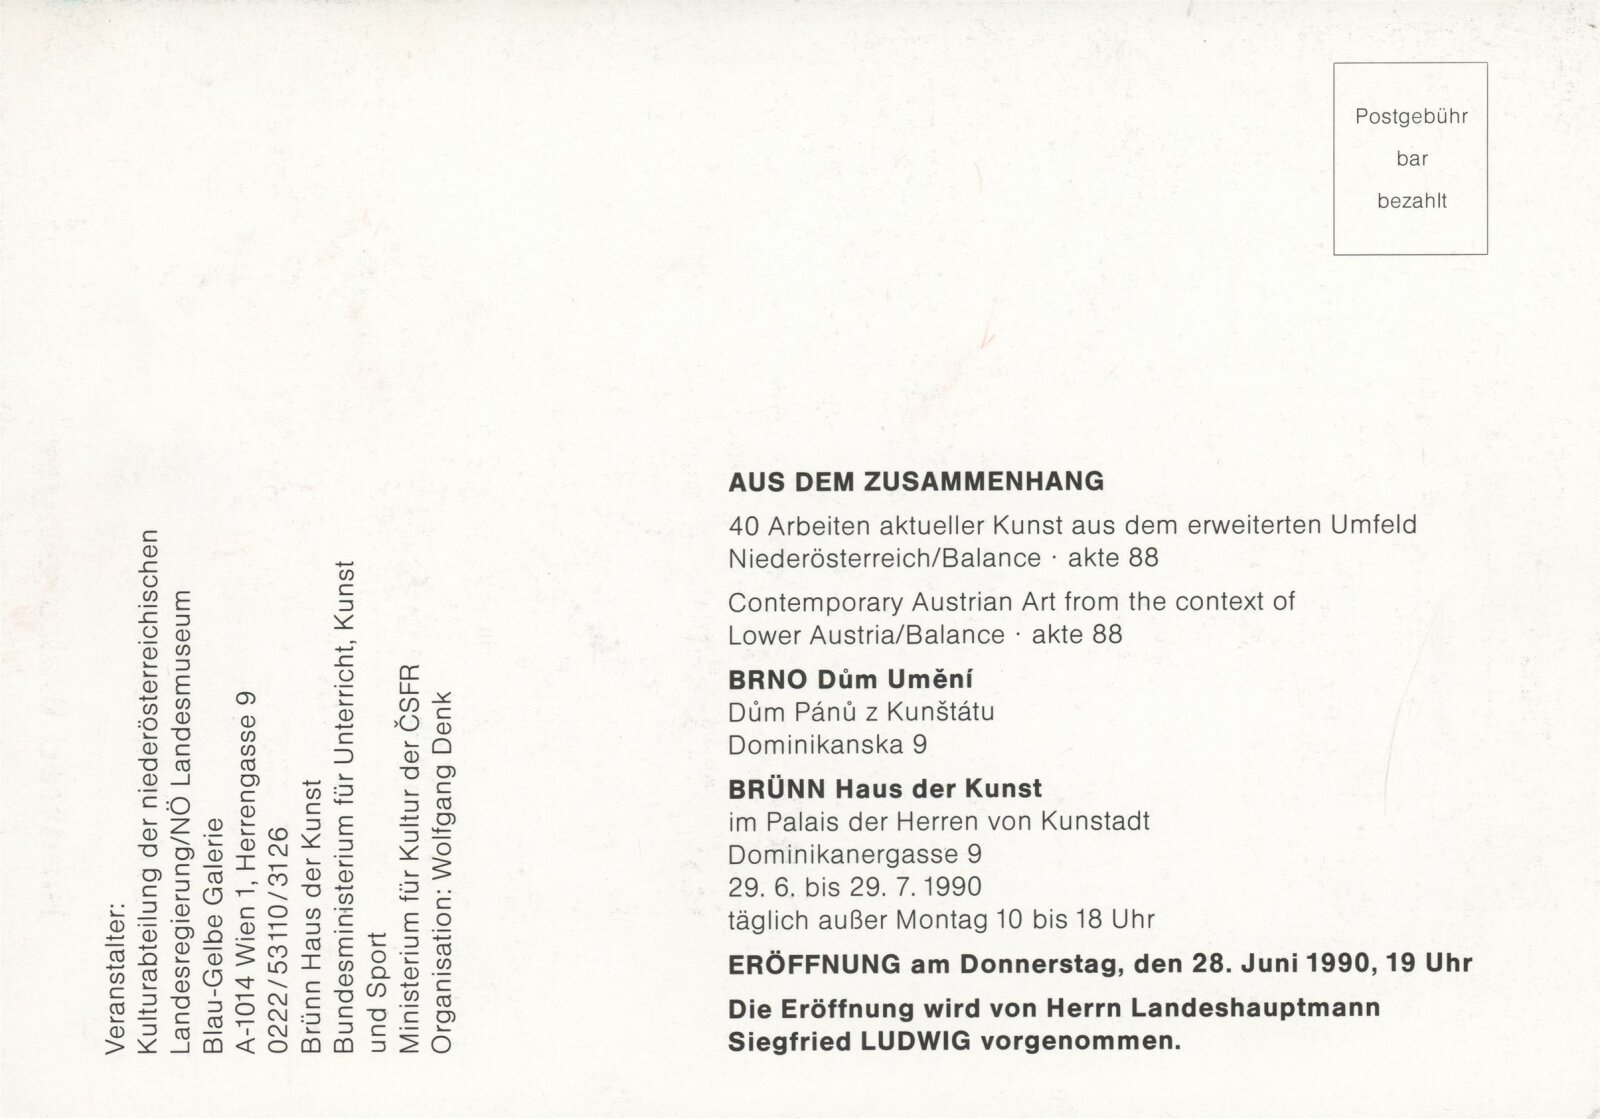 Postgebühr
bar
bezahlt
AUS DEM ZUSAMMENHANG
40 Arbeiten aktueller Kunst aus dem erweiterten Umfeld
Niederösterreich/Balance · akte 88
Contemporary Austrian Art from the context of
Lower Austria/Balance · akte 88
BRNO Dům Umění
Dům Pánů z Kunštátu
Dominikanska 9
BRÜNN Haus der Kunst
im Palais der Herren von Kunstadt
Dominikanergasse 9
29. 6. bis 29. 7. 1990
täglich außer Montag 10 bis 18 Uhr
ERÖFFNUNG am Donnerstag, den 28. Juni 1990, 19 Uhr
Die Eröffnung wird von Herrn Landeshauptmann
Siegfried LUDWIG vorgenommen.
Veranstalter:
Kulturabteilung der niederösterreichischen
Landesregierung/NÖ Landesmuseum
Blau-Gelbe Galerie
A-1014 Wien 1, Herrengasse 9
0222/53110/3126
Brünn Haus der Kunst
Bundesministerium für Unterricht, Kunst
und Sport
Ministerium für Kultur der ČSFR
Organisation: Wolfgang Denk